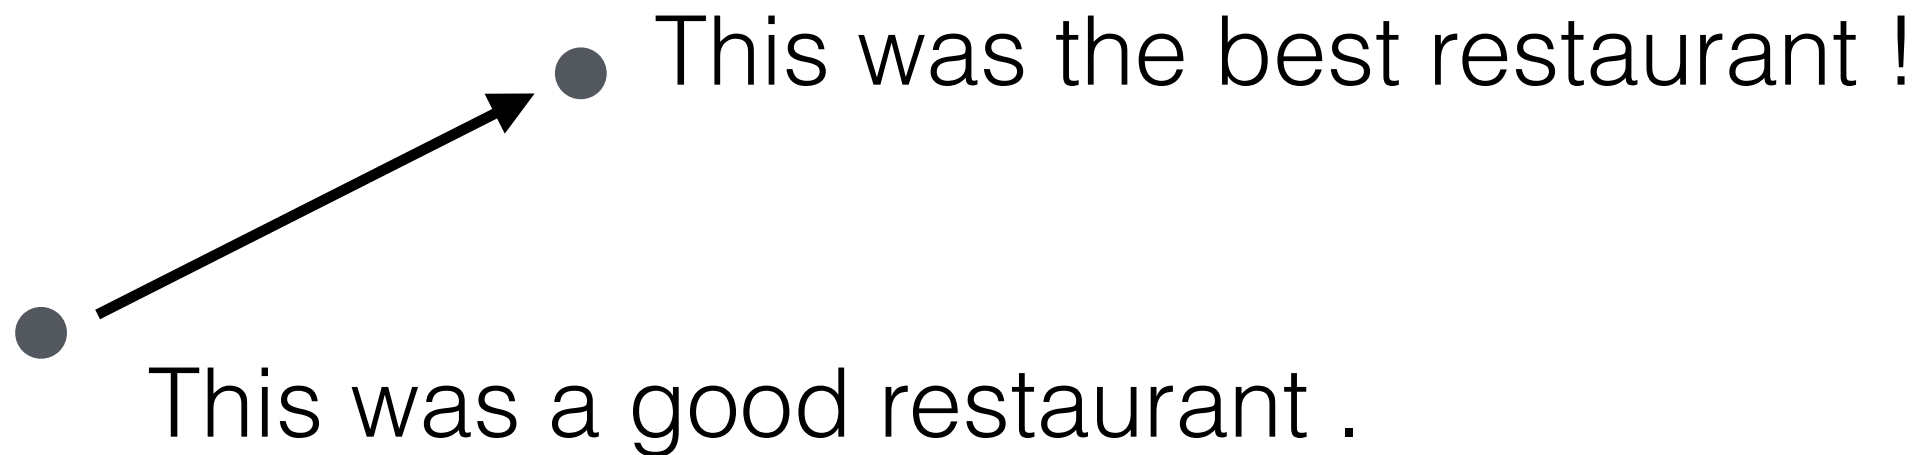 This was the best restaurant !
This was a good restaurant .